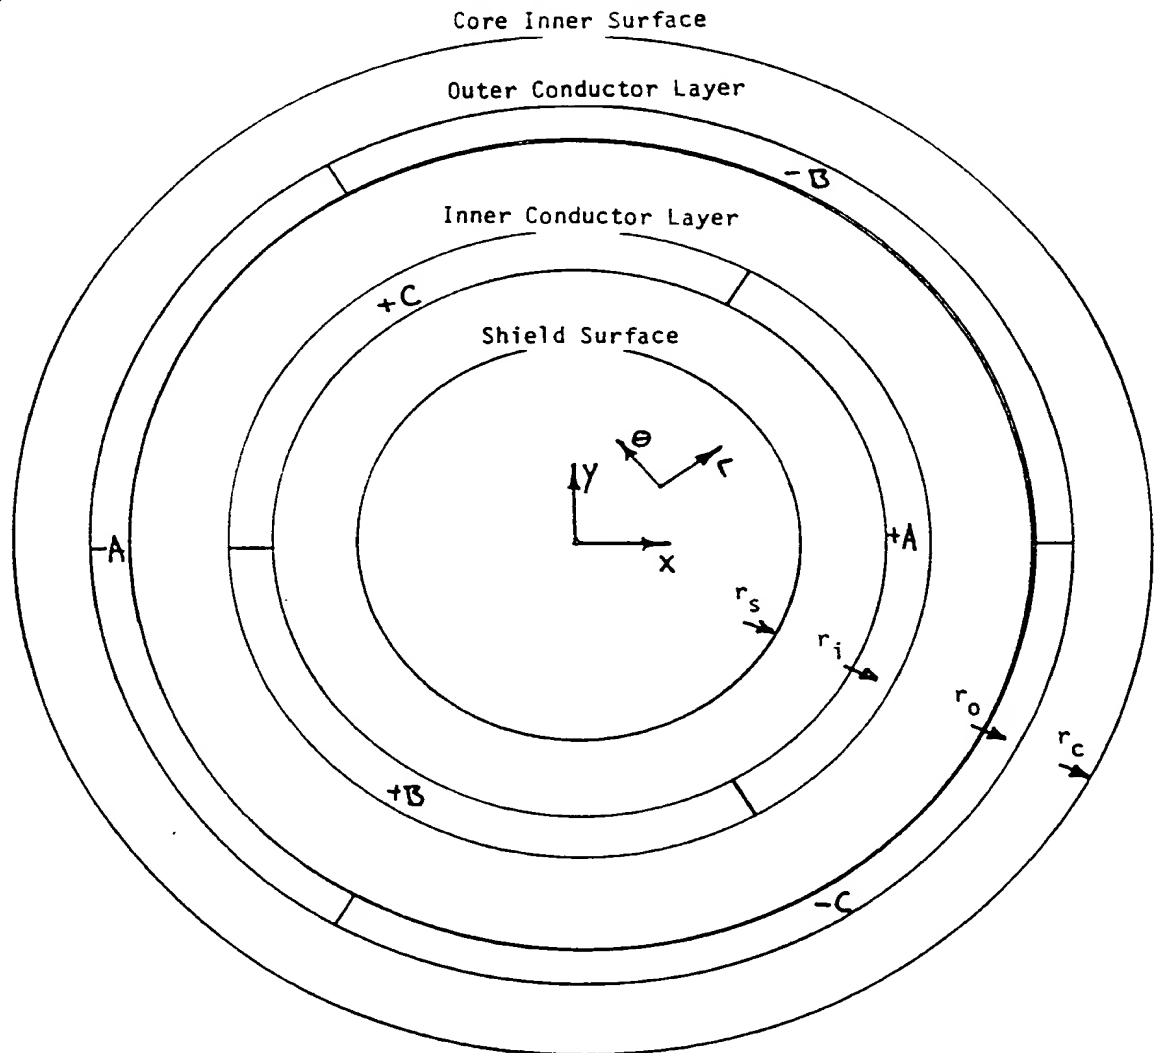 Core Inner Surface
Outer Conductor Layer
-B
Inner Conductor Layer
+C
Shield Surface
θ
r
y
-A
+A
x
r_s
r_i
r_o
r_c
+B
-C